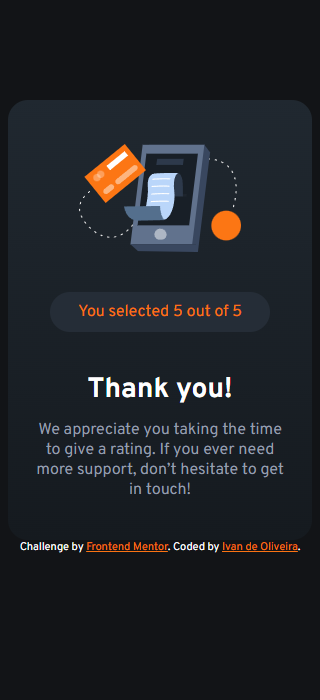 You selected 5 out of 5
Thank you!
We appreciate you taking the time
to give a rating. If you ever need
more support, don’t hesitate to get
in touch!
Challenge by Frontend Mentor. Coded by Ivan de Oliveira.